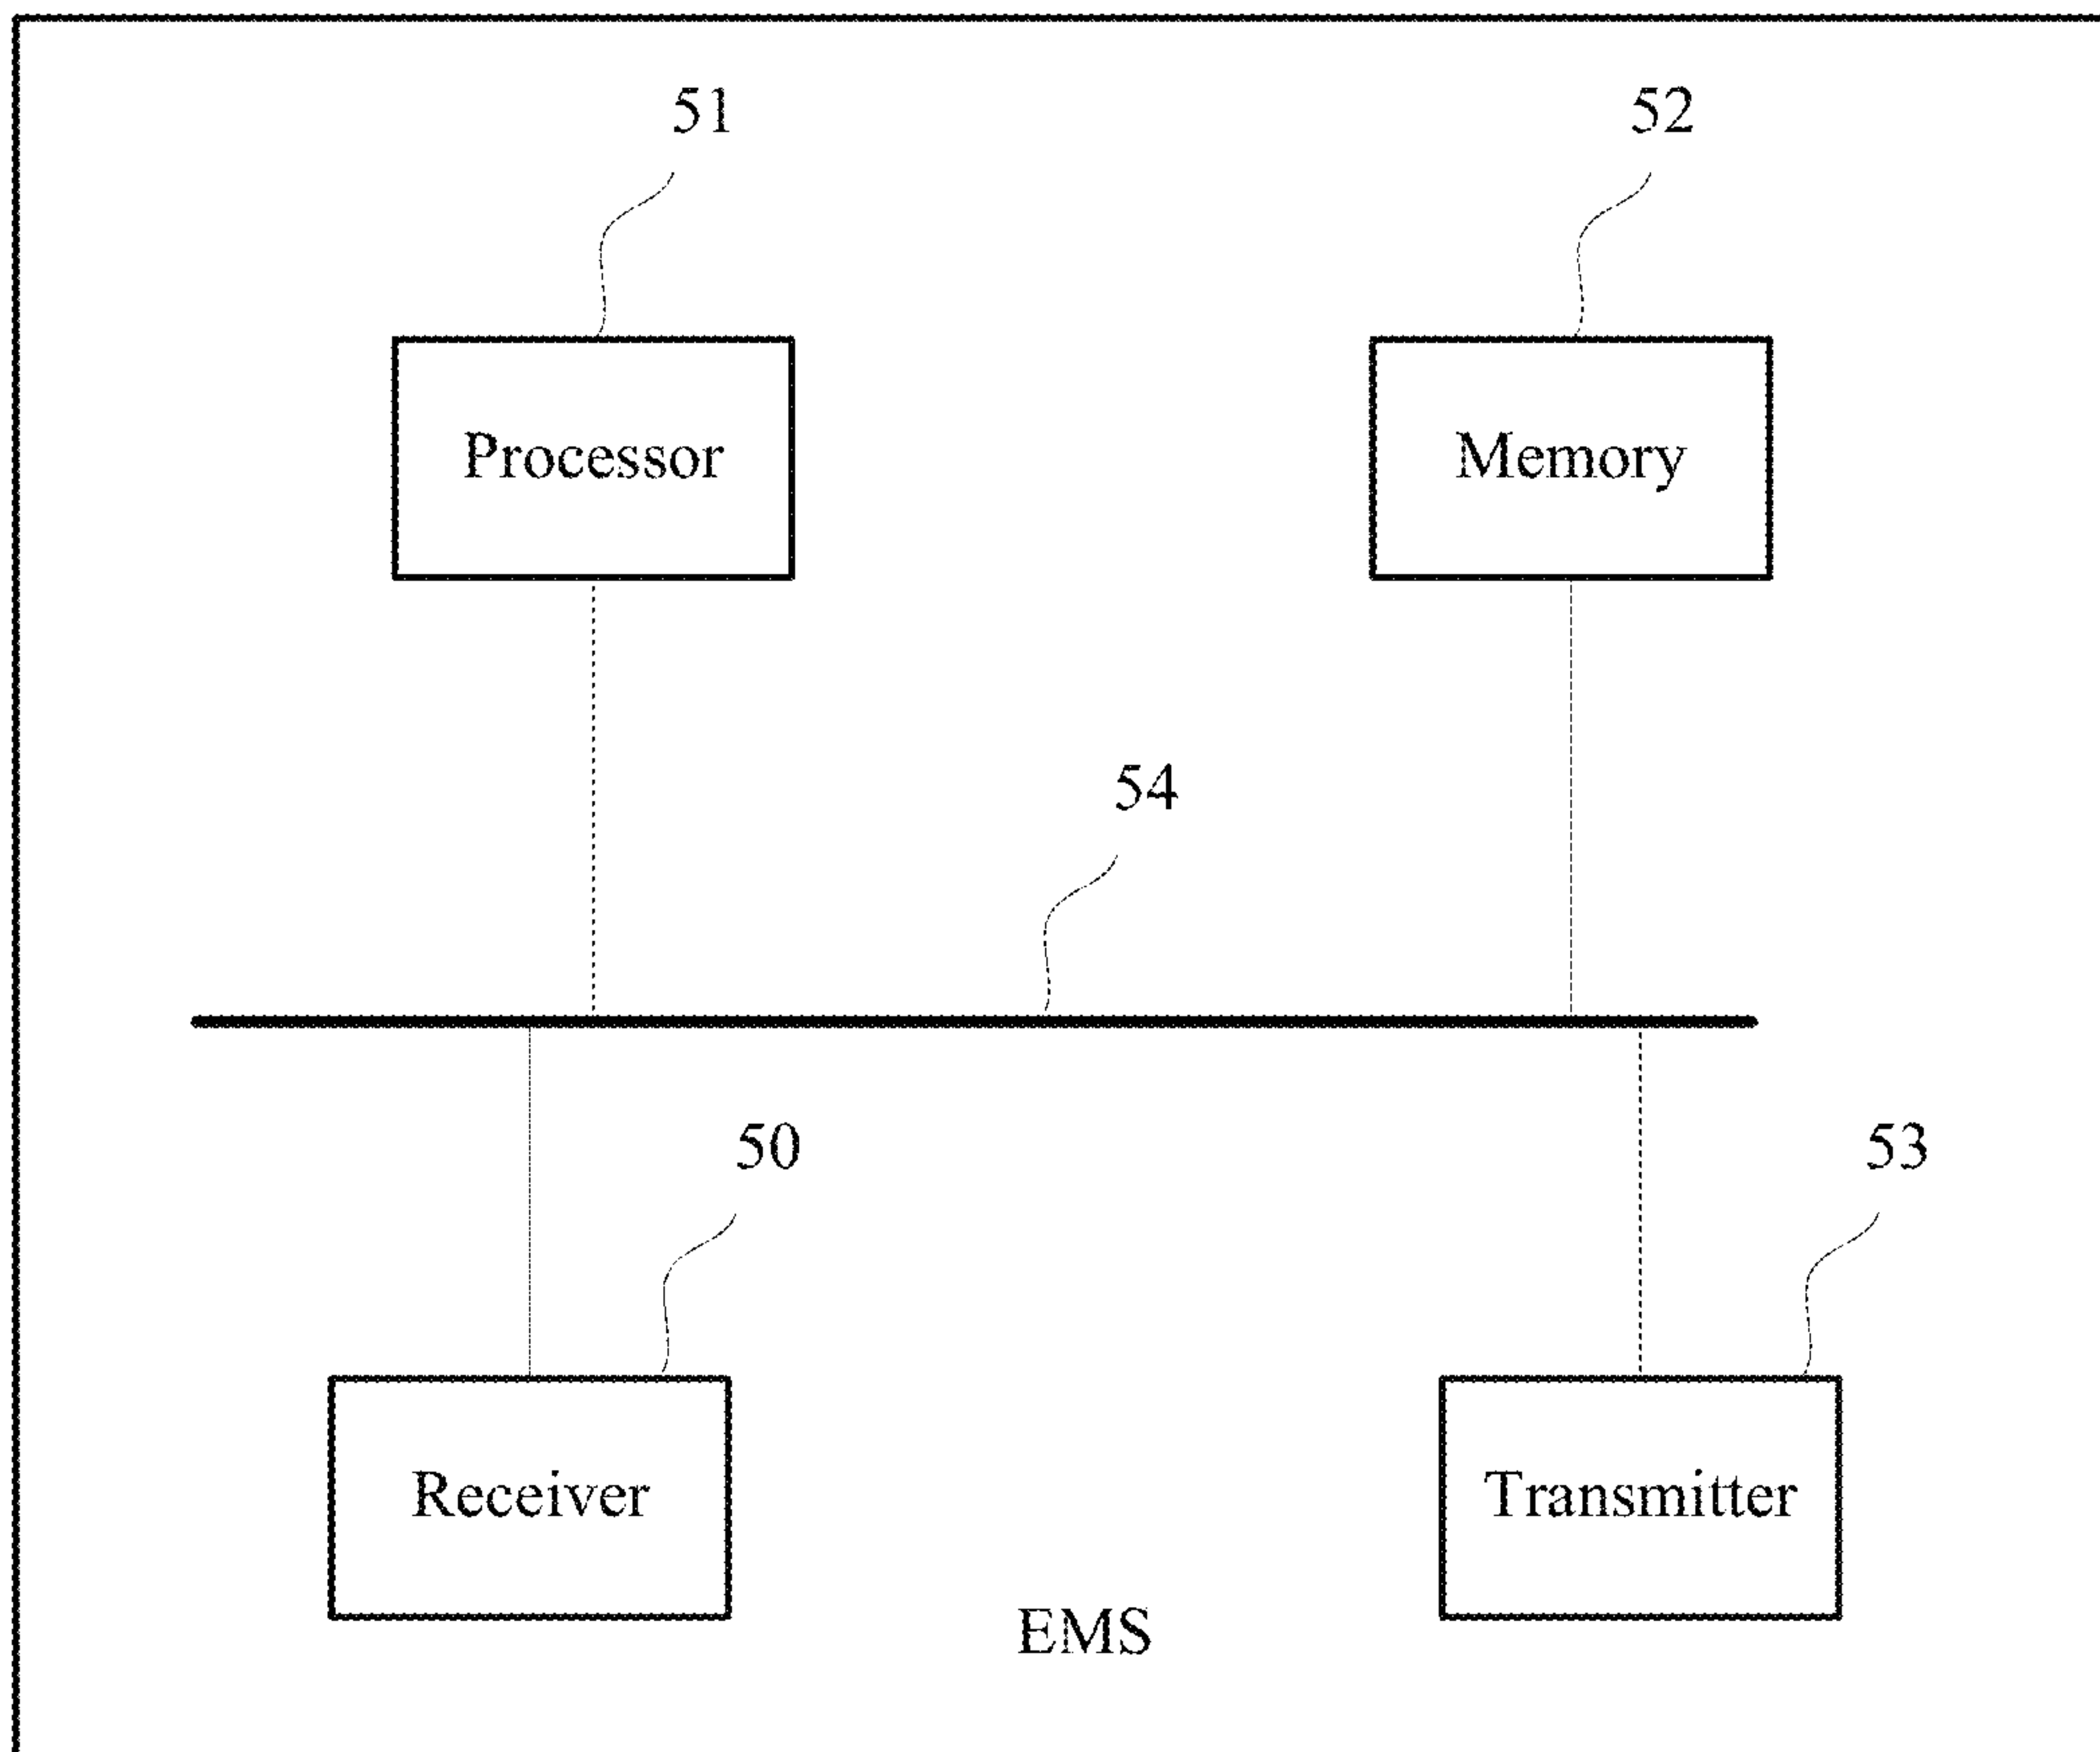 51
52
Processor
Memory
54
50
53
Receiver
Transmitter
EMS